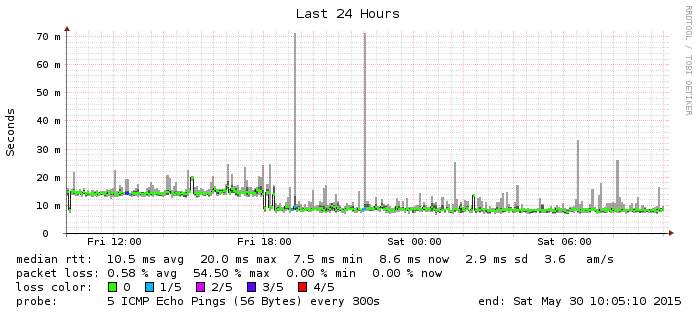 Last 24 Hours
RRDTOOL / TOBI OETIKER
Seconds
70 m
60 m
50 m
40 m
30 m
20 m
10 m
0
Fri 12:00 Fri 18:00 Sat 00:00 Sat 06:00
median rtt: 10.5 ms avg 20.0 ms max 7.5 ms min 8.6 ms now 2.9 ms sd 3.6 am/s
packet loss: 0.58 % avg 54.50 % max 0.00 % min 0.00 % now
loss color: 0 1/5 2/5 3/5 4/5
probe: 5 ICMP Echo Pings (56 Bytes) every 300s end: Sat May 30 10:05:10 2015